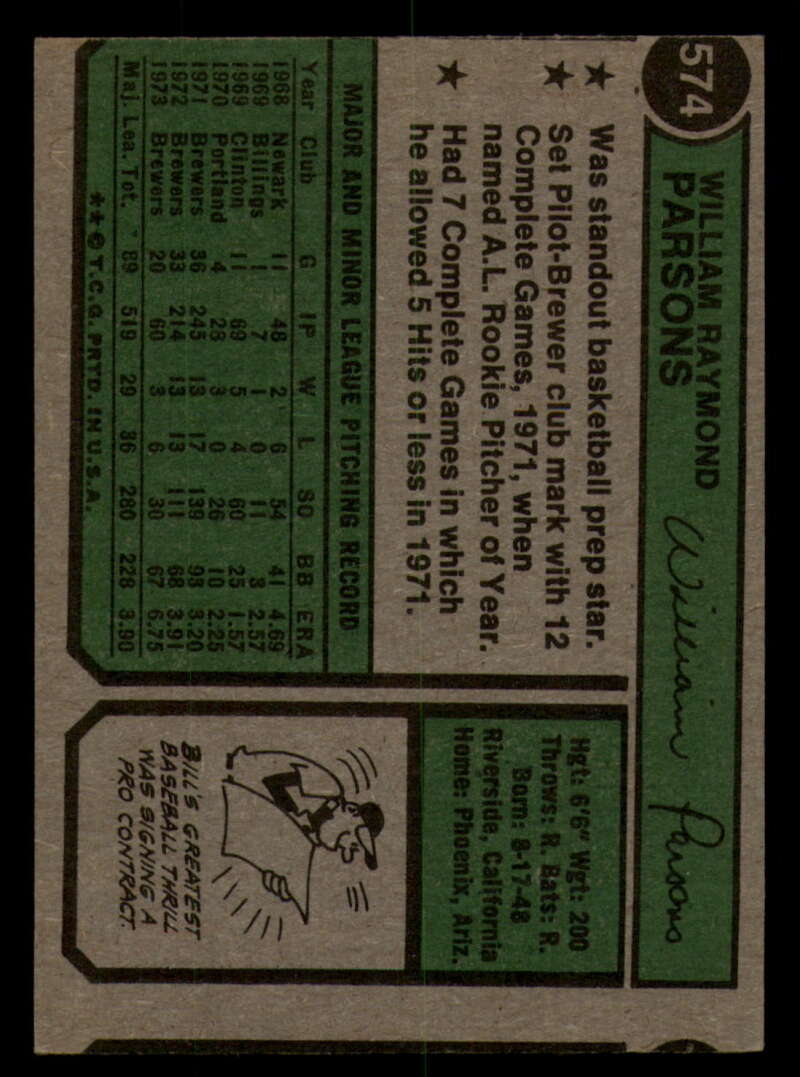 574
WILLIAM RAYMOND
PARSONS
William Parsons
★ Was standout basketball prep star.
★ Set Pilot-Brewer club mark with 12
Complete Games, 1971, when
named A.L. Rookie Pitcher of Year.
★ Had 7 Complete Games in which
he allowed 5 Hits or less in 1971.
MAJOR AND MINOR LEAGUE PITCHING RECORD
Year Club G IP W L SO BB ERA
1968 Newark 11 48 2 6 54 41 4.69
1969 Billings 1 7 1 0 11 3 2.57
1969 Clinton 11 69 5 4 60 25 1.57
1970 Portland 4 28 3 0 26 10 2.25
1971 Brewers 36 245 13 17 139 93 3.20
1972 Brewers 33 214 13 13 111 68 3.91
1973 Brewers 20 60 3 6 30 67 6.75
Maj. Lea. Tot. 89 519 29 36 280 228 3.90
★★© T.C.G. PRTD. IN U.S.A.
Hgt: 6'6" Wgt: 200
Throws: R. Bats: R.
Born: 8-17-48
Riverside, California
Home: Phoenix, Ariz.
BILL'S GREATEST
BASEBALL THRILL
WAS SIGNING A
PRO CONTRACT.